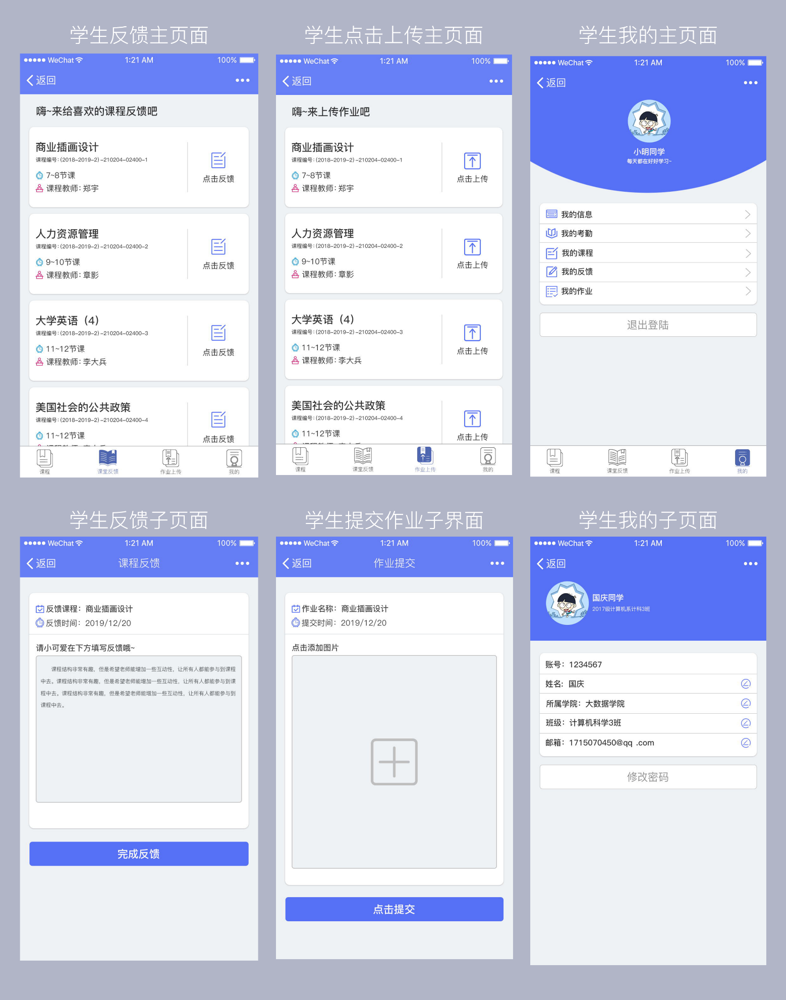 学生反馈主页面
WeChat 1:21 AM 100%
返回
嗨~来给喜欢的课程反馈吧
商业插画设计
课程编号:(2018-2019-2)-210204-02400-1
7~8节课
课程教师:郑宇
点击反馈
人力资源管理
课程编号:(2018-2019-2)-210204-02400-2
9~10节课
课程教师:章影
点击反馈
大学英语（4）
课程编号:(2018-2019-2)-210204-02400-3
11~12节课
课程教师:李大兵
点击反馈
美国社会的公共政策
课程编号:(2018-2019-2)-210204-02400-4
11~12节课
点击反馈
课程 课堂反馈 作业上传 我的
学生点击上传主页面
WeChat 1:21 AM 100%
返回
嗨~来上传作业吧
商业插画设计
课程编号:(2018-2019-2)-210204-02400-1
7~8节课
课程教师:郑宇
点击上传
人力资源管理
课程编号:(2018-2019-2)-210204-02400-2
9~10节课
课程教师:章影
点击上传
大学英语（4）
课程编号:(2018-2019-2)-210204-02400-3
11~12节课
课程教师:李大兵
点击上传
美国社会的公共政策
课程编号:(2018-2019-2)-210204-02400-4
11~12节课
点击上传
课程 课堂反馈 作业上传 我的
学生我的主页面
WeChat 1:21 AM 100%
返回
小明同学
每天都在好好学习~
我的信息
我的考勤
我的课程
我的反馈
我的作业
退出登陆
课程 课堂反馈 作业上传 我的
学生反馈子页面
WeChat 1:21 AM 100%
返回 课程反馈
反馈课程：商业插画设计
反馈时间：2019/12/20
请小可爱在下方填写反馈哦~
课程结构非常有趣，但是希望老师能增加一些互动性，让所有人都能参与到课程
中去。课程结构非常有趣，但是希望老师能增加一些互动性，让所有人都能参与到课
程中去。课程结构非常有趣，但是希望老师能增加一些互动性，让所有人都能参与到
课程中去。
完成反馈
学生提交作业子界面
WeChat 1:21 AM 100%
返回 作业提交
作业名称：商业插画设计
提交时间：2019/12/20
点击添加图片
点击提交
学生我的子页面
WeChat 1:21 AM 100%
返回
国庆同学
2017级计算机系计科3班
账号：1234567
姓名：国庆
所属学院：大数据学院
班级：计算机科学3班
邮箱：1715070450@qq .com
修改密码